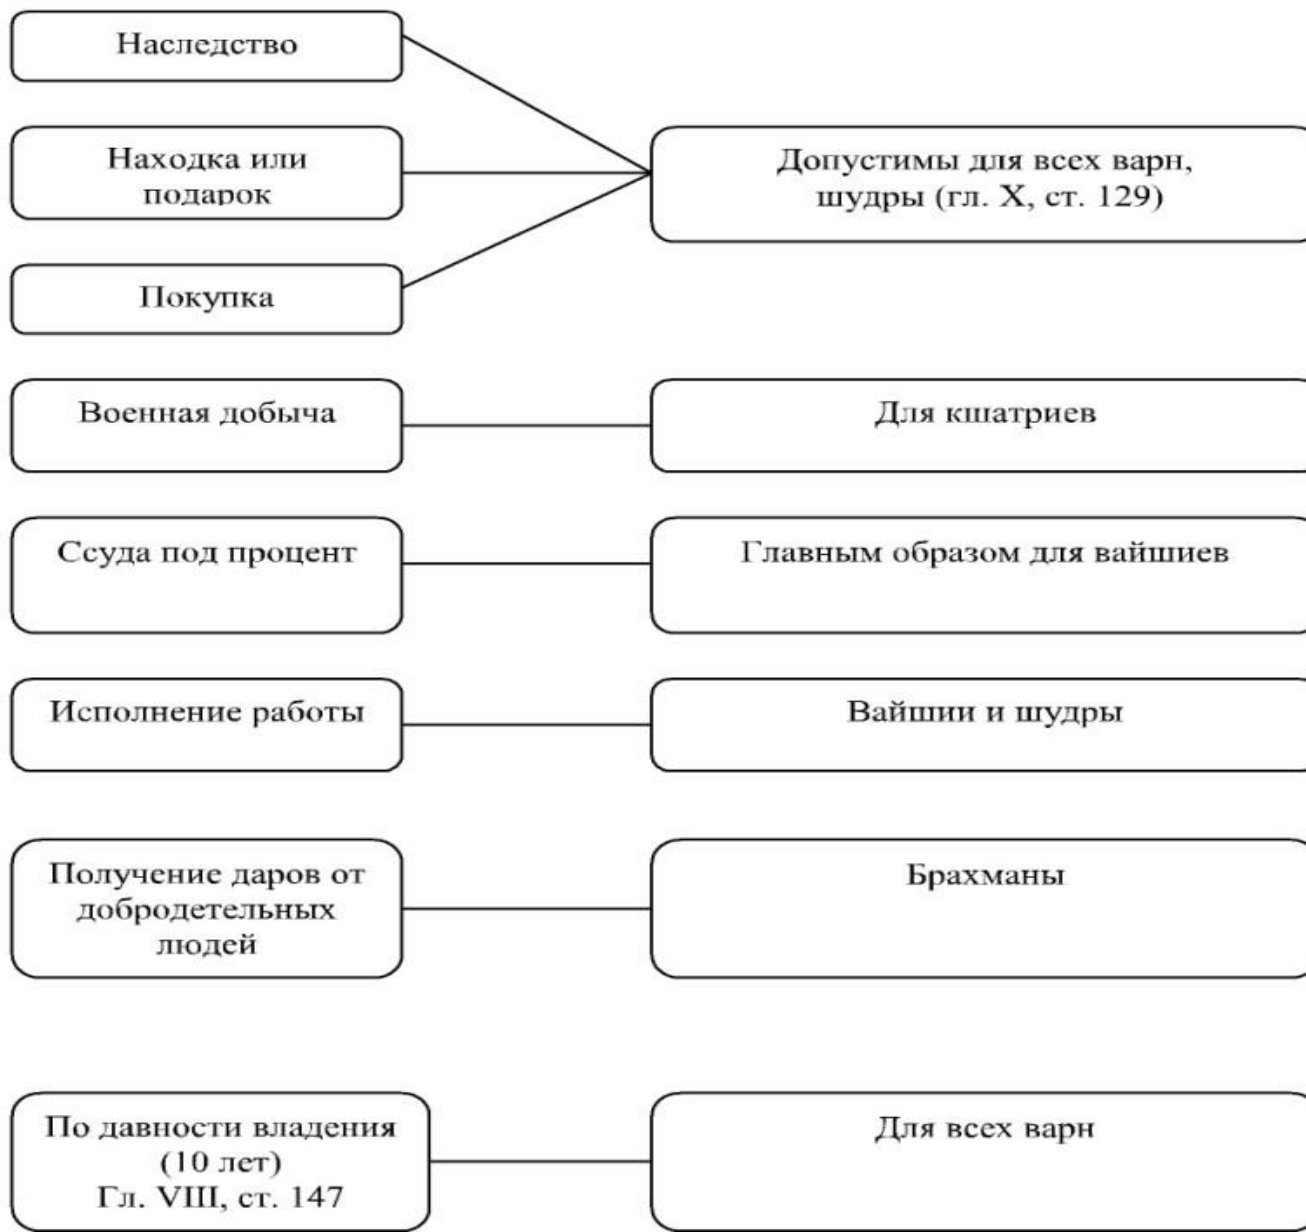 Наследство
Находка или
подарок
Покупка
Допустимы для всех варн,
шудры (гл. X, ст. 129)
Военная добыча
Для кшатриев
Ссуда под процент
Главным образом для вайшиев
Исполнение работы
Вайшии и шудры
Получение даров от
добродетельных
людей
Брахманы
По давности владения
(10 лет)
Гл. VIII, ст. 147
Для всех варн